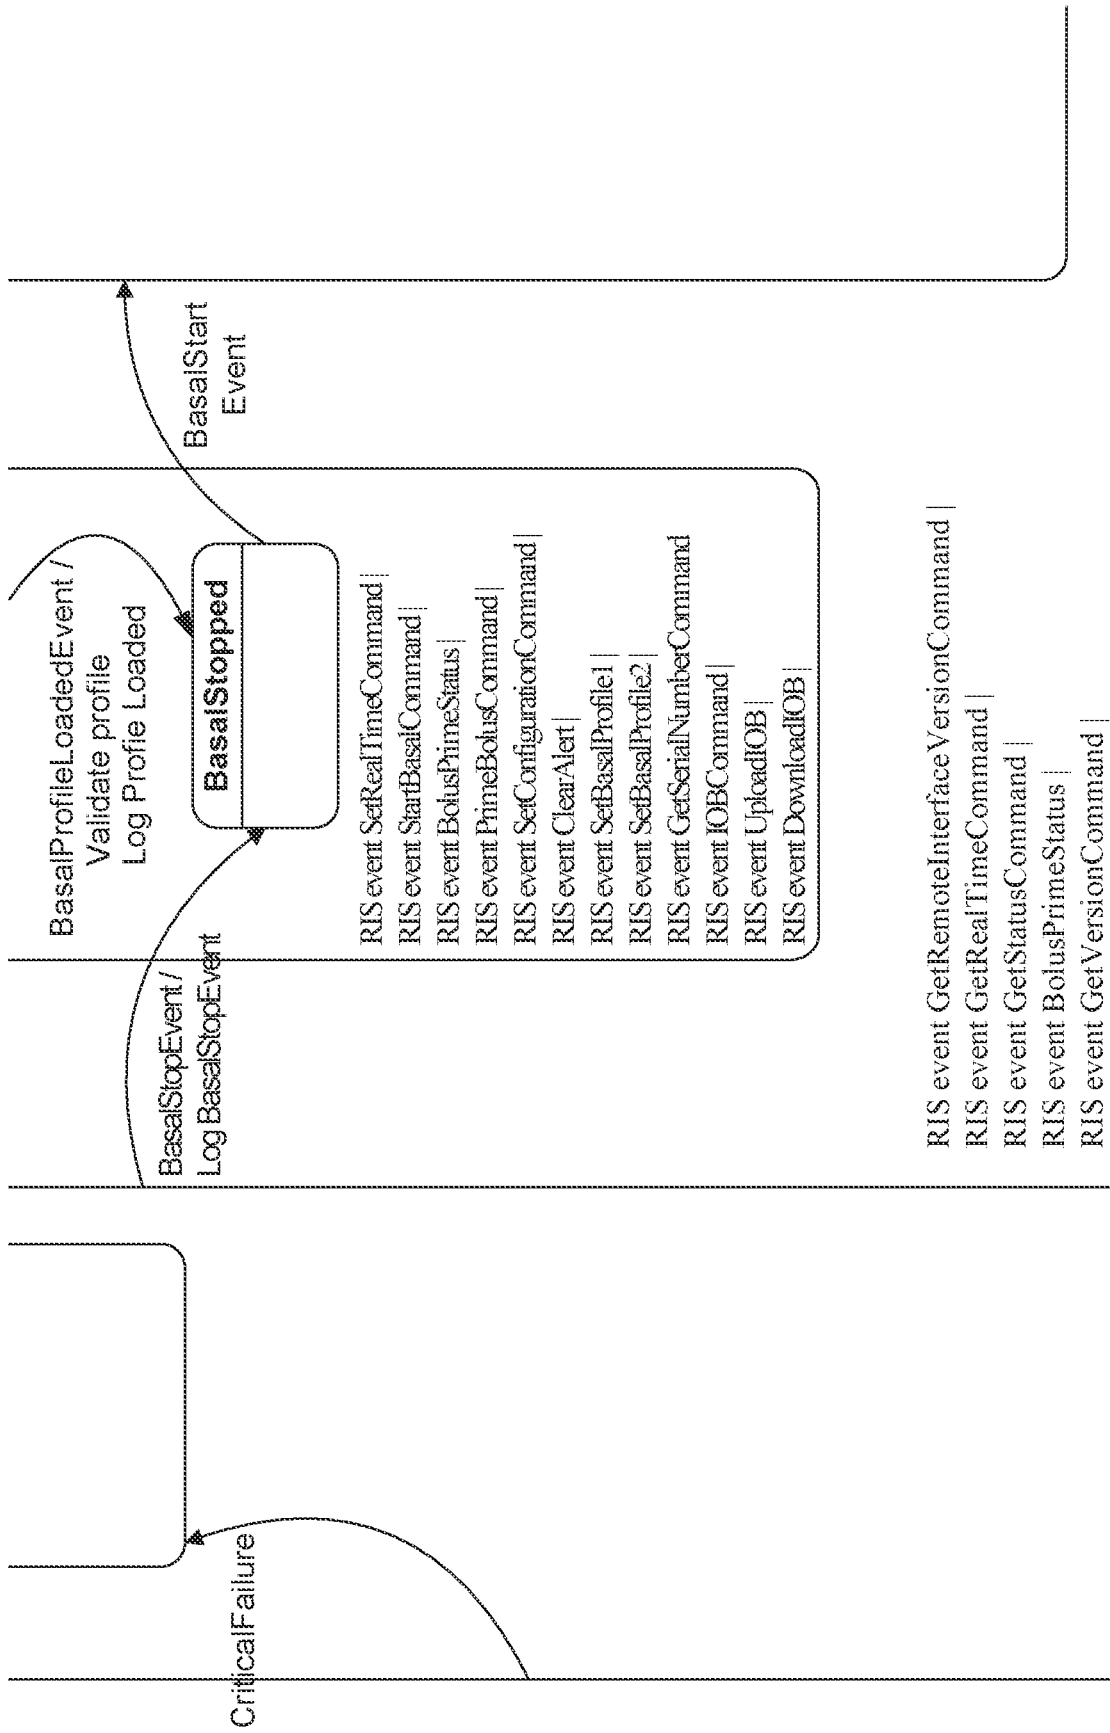 BasalProfileLoadedEvent /
Validate profile
Log Profie Loaded
BasalStopped
BasalStart
Event
BasalStopEvent /
Log BasalStopEvent
RIS event SetRealTimeCommand |
RIS event StartBasalCommand |
RIS event BolusPrimeStatus |
RIS event PrimeBolusCommand |
RIS event SetConfigurationCommand |
RIS event ClearAlert |
RIS event SetBasalProfile1 |
RIS event SetBasalProfile2 |
RIS event GetSerialNumberCommand
RIS event IOBCommand |
RIS event UploadIOB |
RIS event DownloadIOB |
CriticalFailure
RIS event GetRemoteInterfaceVersionCommand |
RIS event GetRealTimeCommand |
RIS event GetStatusCommand |
RIS event BolusPrimeStatus |
RIS event GetVersionCommand |